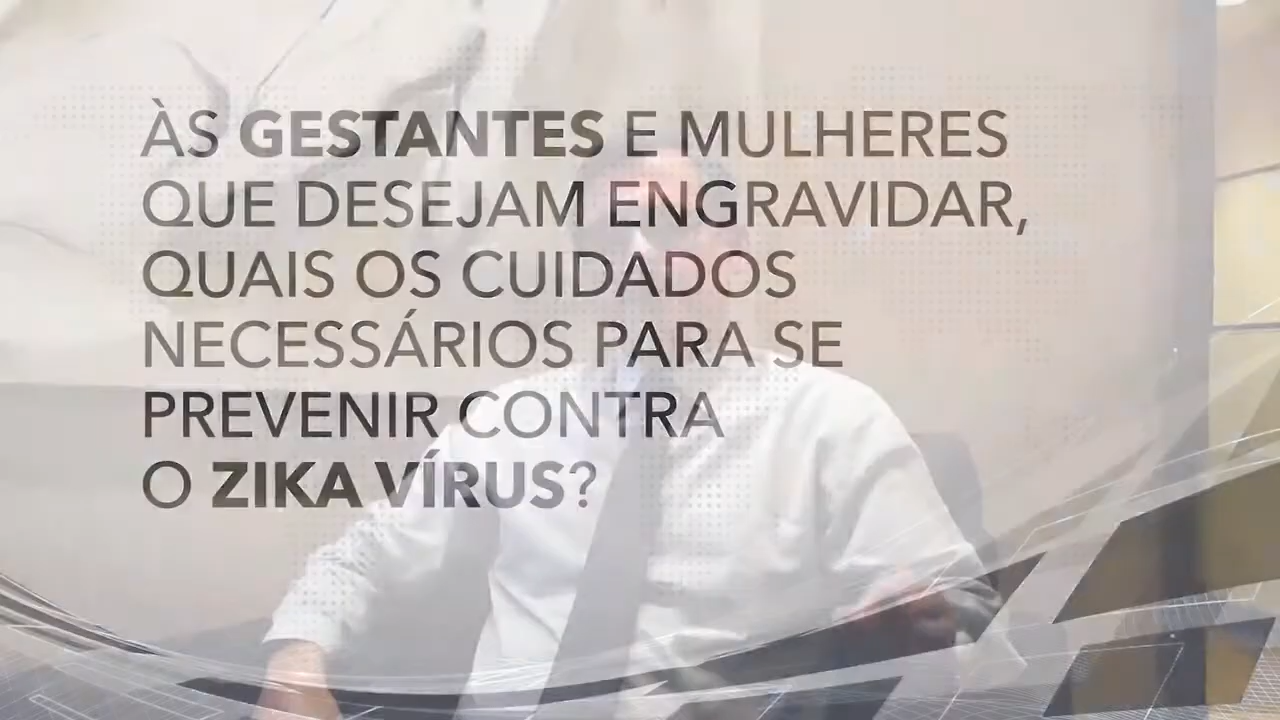 ÀS GESTANTES E MULHERES
QUE DESEJAM ENGRAVIDAR,
QUAIS OS CUIDADOS
NECESSÁRIOS PARA SE
PREVENIR CONTRA
O ZIKA VÍRUS?